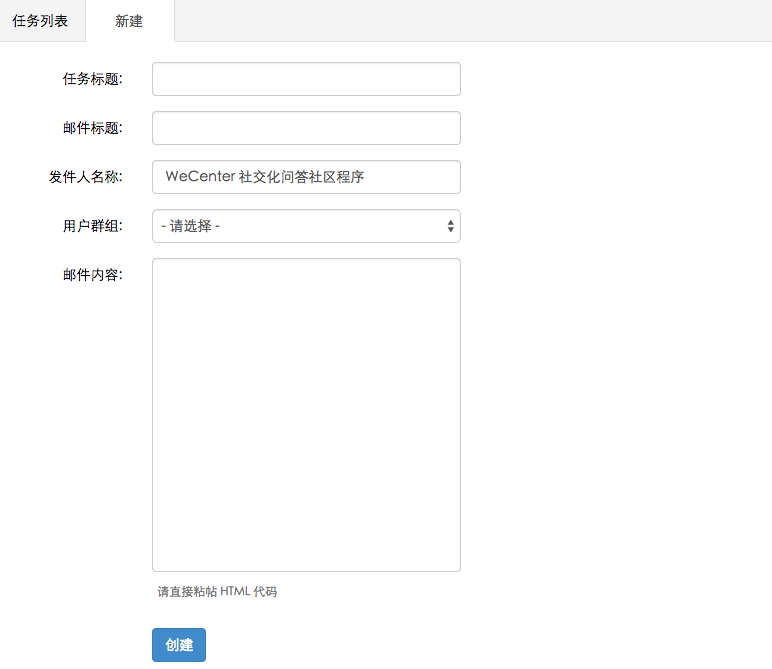 任务列表
新建
任务标题:
邮件标题:
发件人名称:
WeCenter 社交化问答社区程序
用户群组:
- 请选择 -
邮件内容:
请直接粘帖 HTML 代码
创建